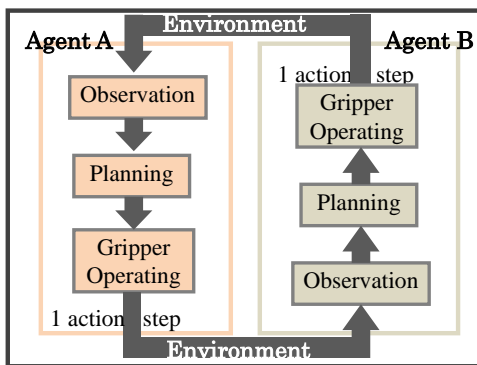 Environment
Agent A
Agent B
Observation
Planning
Gripper
Operating
1 action step
1 action step
Gripper
Operating
Planning
Observation
Environment